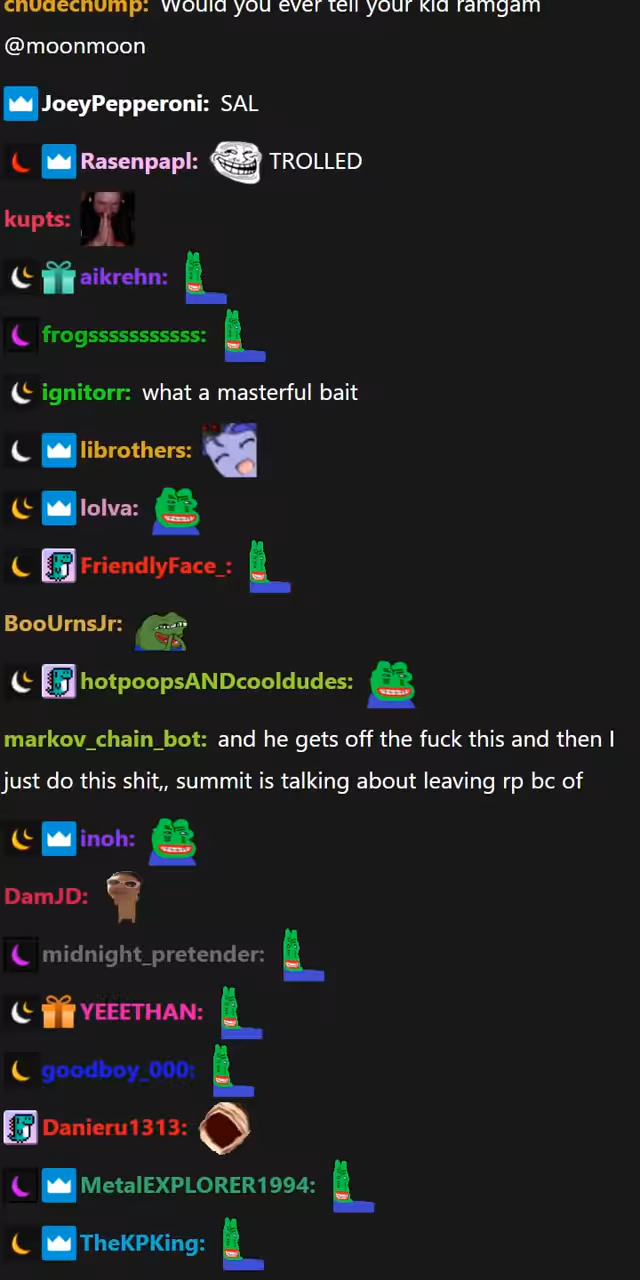 ch0dech0mp: Would you ever tell your kid ramgam
@moonmoon
JoeyPepperoni: SAL
Rasenpapl: TROLLED
kupts:
aikrehn:
frogsssssssssss:
ignitorr: what a masterful bait
librothers:
lolva:
FriendlyFace_:
BooUrnsJr:
hotpoopsANDcooldudes:
markov_chain_bot: and he gets off the fuck this and then I
just do this shit,, summit is talking about leaving rp bc of
inoh:
DamJD:
midnight_pretender:
YEEETHAN:
goodboy_000:
Danieru1313:
MetalEXPLORER1994:
TheKPKing: